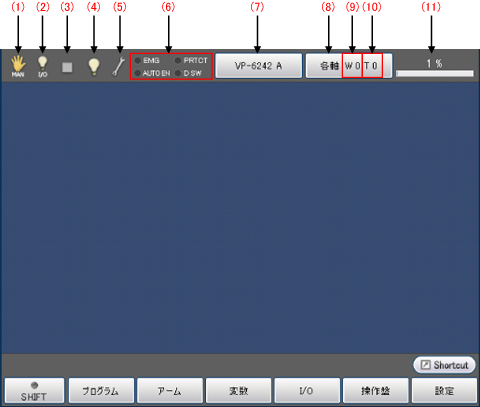 (1) (2) (3) (4) (5) (6) (7) (8) (9) (10) (11)
MAN I/O EMG PRTCT VP-6242 A 各軸 W 0 T 0 1 %
AUTO EN D SW
Shortcut
SHIFT プログラム アーム 変数 I/O 操作盤 設定